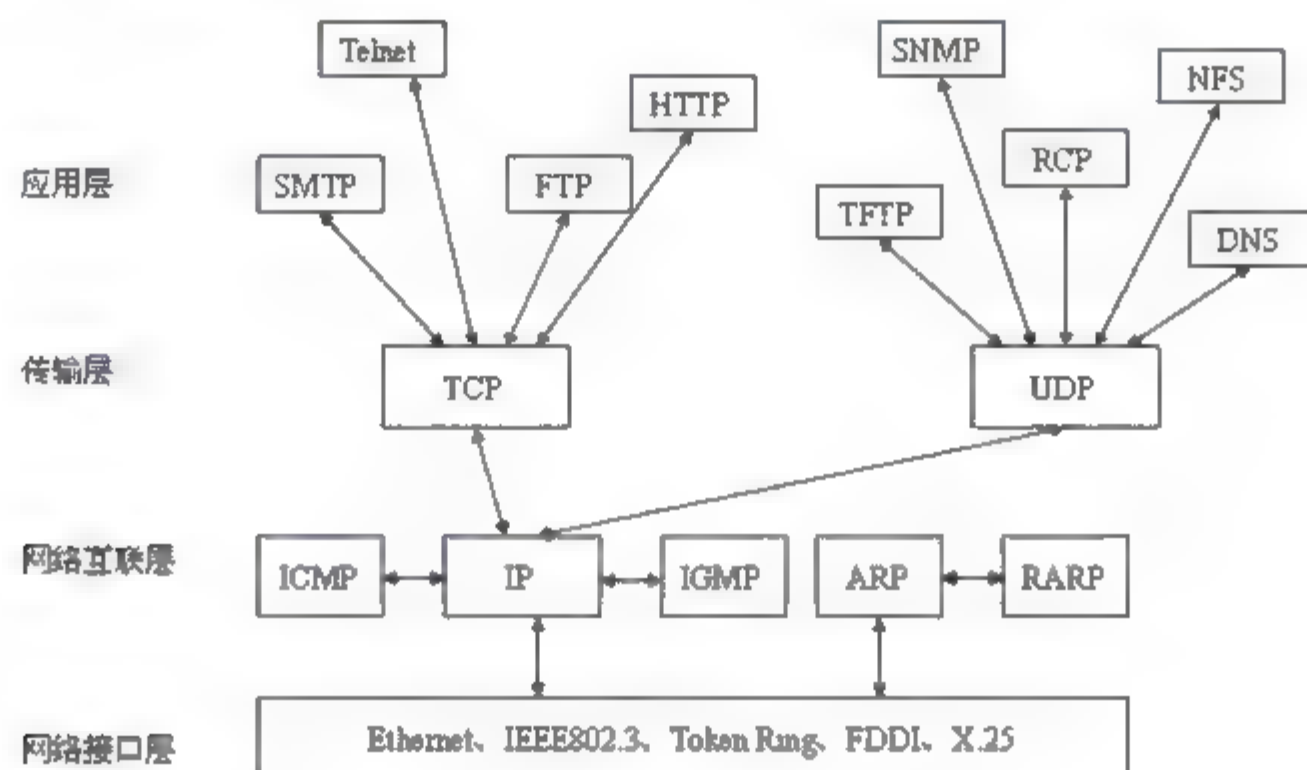 Telnet
SNMP
NFS
HTTP
RCP
应用层
SMTP
FTP
TFTP
DNS
传输层
TCP
UDP
网络互联层
ICMP
IP
IGMP
ARP
RARP
网络接口层
Ethernet、IEEE802.3、Token Ring、FDDI、X.25